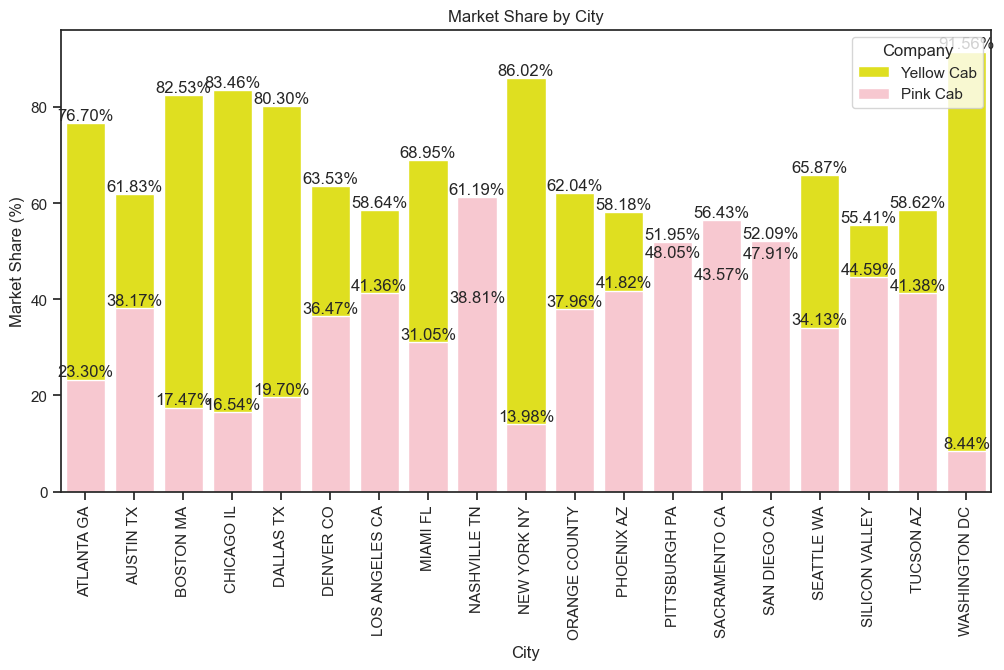 Market Share by City
Market Share (%)
80
60
40
20
0
Company
Yellow Cab
Pink Cab
76.70%
23.30%
61.83%
38.17%
82.53%
17.47%
83.46%
16.54%
80.30%
19.70%
63.53%
36.47%
58.64%
41.36%
68.95%
31.05%
61.19%
38.81%
86.02%
13.98%
62.04%
37.96%
58.18%
41.82%
51.95%
48.05%
56.43%
43.57%
52.09%
47.91%
65.87%
34.13%
55.41%
44.59%
58.62%
41.38%
91.56%
8.44%
ATLANTA GA
AUSTIN TX
BOSTON MA
CHICAGO IL
DALLAS TX
DENVER CO
LOS ANGELES CA
MIAMI FL
NASHVILLE TN
NEW YORK NY
ORANGE COUNTY
PHOENIX AZ
PITTSBURGH PA
SACRAMENTO CA
SAN DIEGO CA
SEATTLE WA
SILICON VALLEY
TUCSON AZ
WASHINGTON DC
City